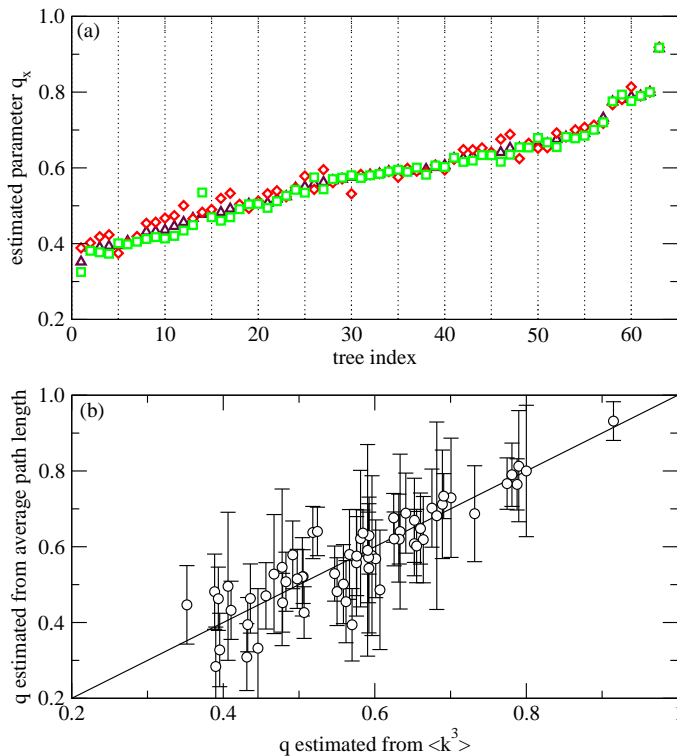 (a)
estimated parameter q_x
1.0
0.8
0.6
0.4
0.2
0 10 20 30 40 50 60
tree index
(b)
q estimated from average path length
1.0
0.8
0.6
0.4
0.2
0.2 0.4 0.6 0.8 1
q estimated from <k^3>